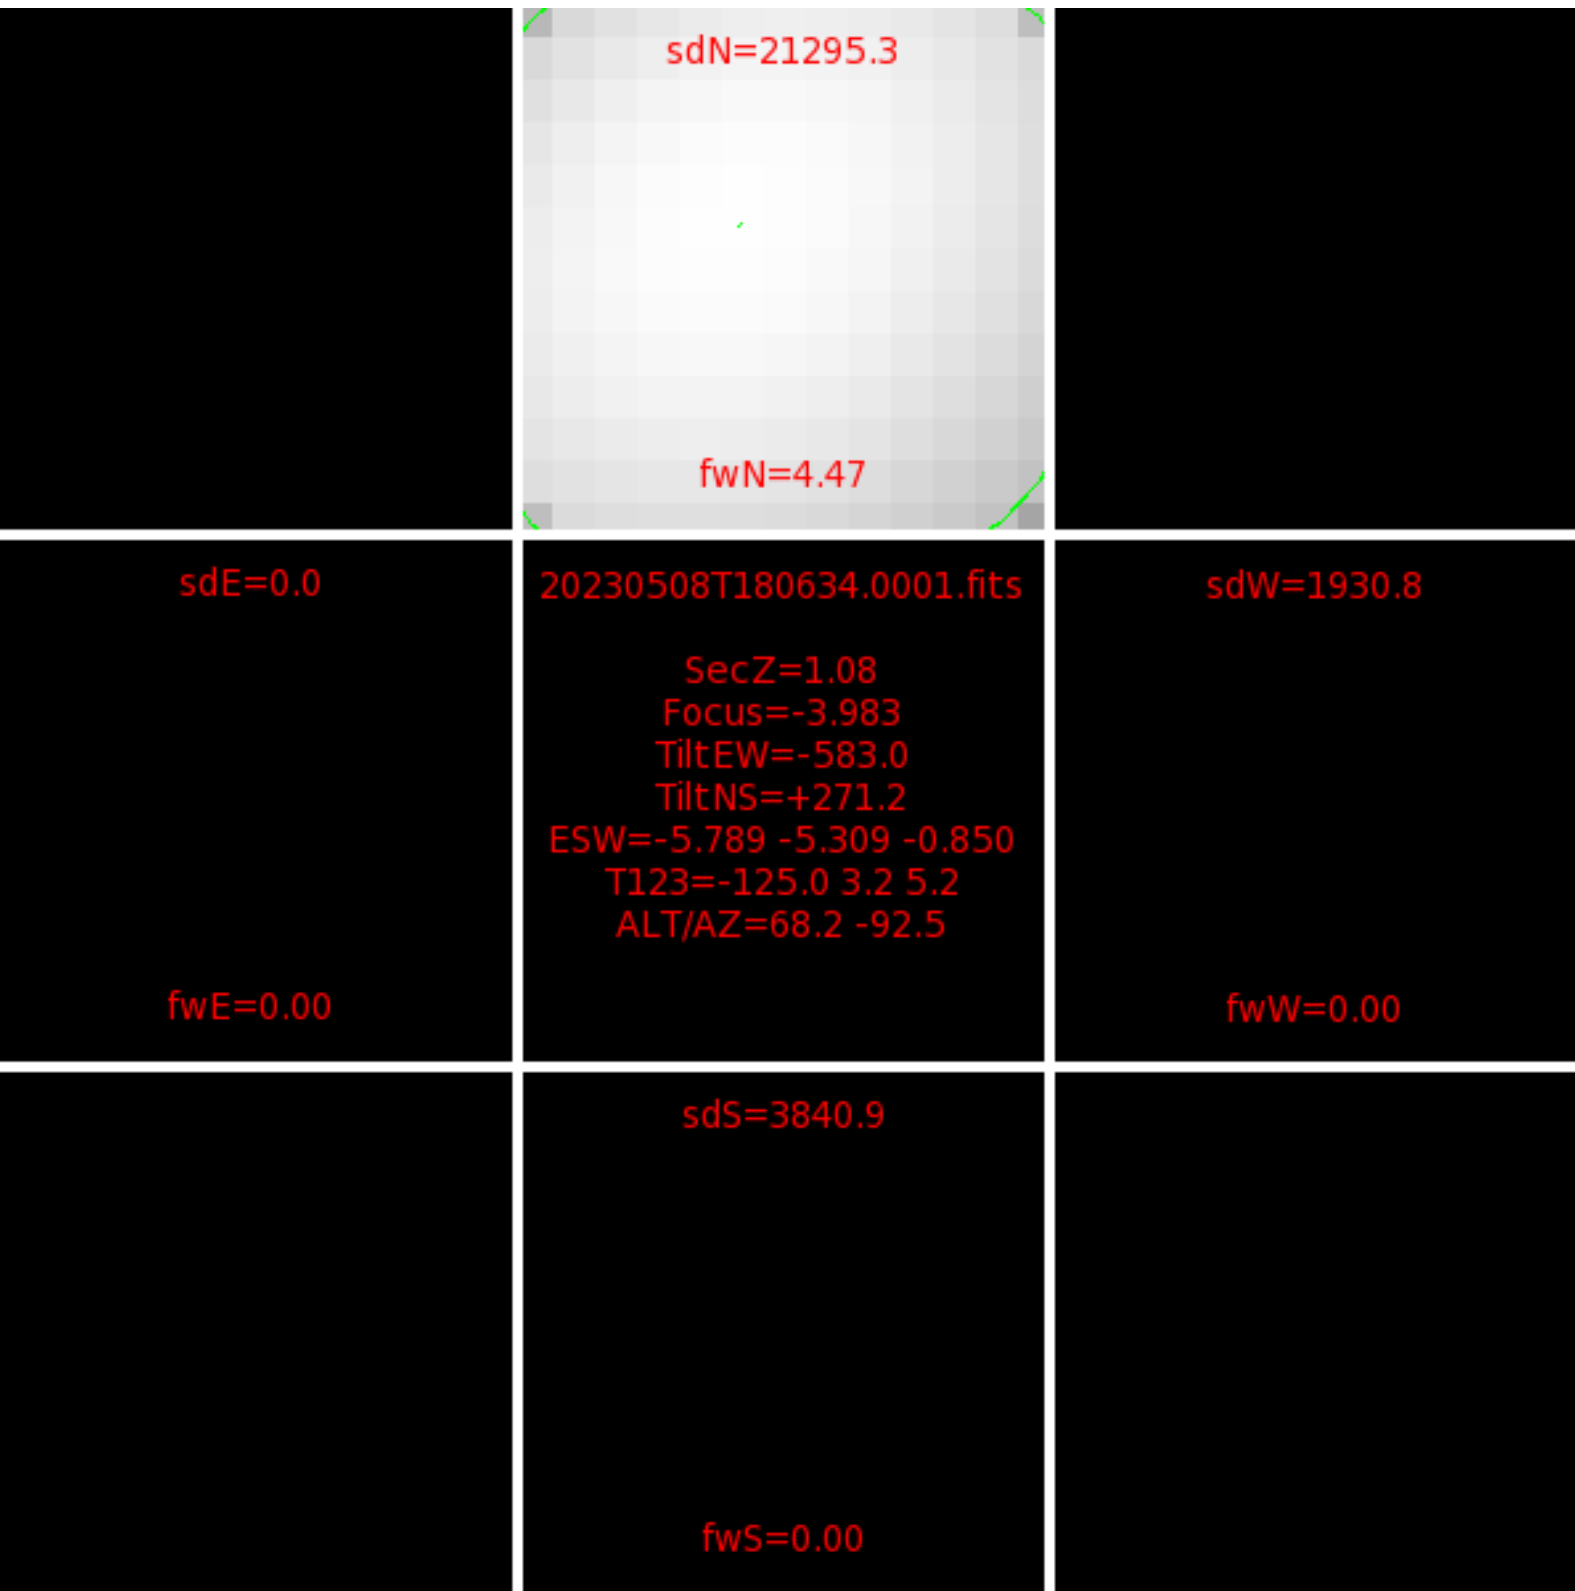 sdN=21295.3
fwN=4.47
sdE=0.0
fwE=0.00
20230508T180634.0001.fits
SecZ=1.08
Focus=-3.983
TiltEW=-583.0
TiltNS=+271.2
ESW=-5.789 -5.309 -0.850
T123=-125.0 3.2 5.2
ALT/AZ=68.2 -92.5
sdW=1930.8
fwW=0.00
sdS=3840.9
fwS=0.00